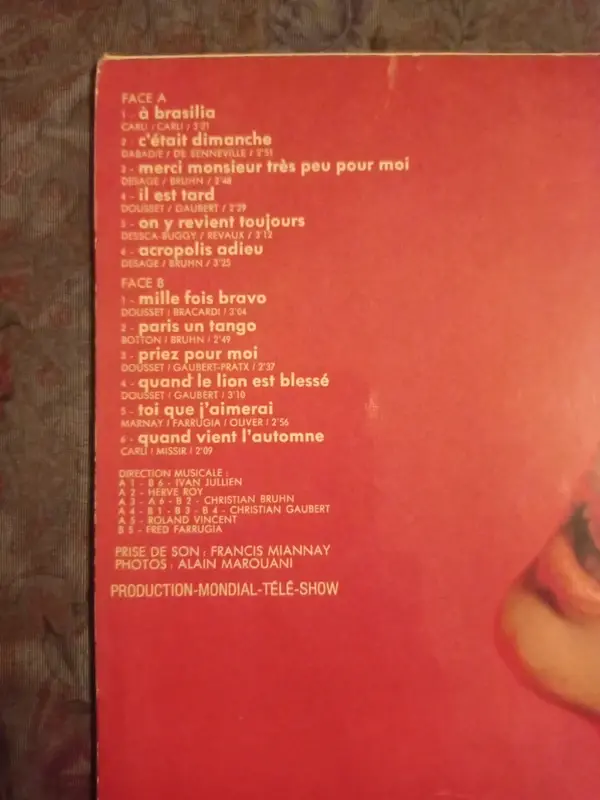 FACE A
1 - à brasilia
CARLI / CARLI / 3'21
2 - c'était dimanche
DABADIE / DE SENNEVILLE / 2'51
3 - merci monsieur très peu pour moi
DESAGE / BRUHN / 2'48
4 - il est tard
DOUSSET / GAUBERT / 2'29
5 - on y revient toujours
DESSCA-BUGGY / REVAUX / 3'12
6 - acropolis adieu
DESAGE / BRUHN / 3'25
FACE B
1 - mille fois bravo
DOUSSET / BRACARDI / 3'04
2 - paris un tango
BOTTON / BRUHN / 2'49
3 - priez pour moi
DOUSSET / GAUBERT-PRATX / 2'37
4 - quand le lion est blessé
DOUSSET / GAUBERT / 3'10
5 - toi que j'aimerai
MARNAY / FARRUGIA / OLIVER / 2'56
6 - quand vient l'automne
CARLI / MISSIR / 2'09
DIRECTION MUSICALE :
A 1 - B 6 - IVAN JULLIEN
A 2 - HERVE ROY
A 3 - A 6 - B 2 - CHRISTIAN BRUHN
A 4 - B 1 - B 3 - B 4 - CHRISTIAN GAUBERT
A 5 - ROLAND VINCENT
B 5 - FRED FARRUGIA
PRISE DE SON : FRANCIS MIANNAY
PHOTOS : ALAIN MAROUANI
PRODUCTION-MONDIAL-TÉLÉ-SHOW